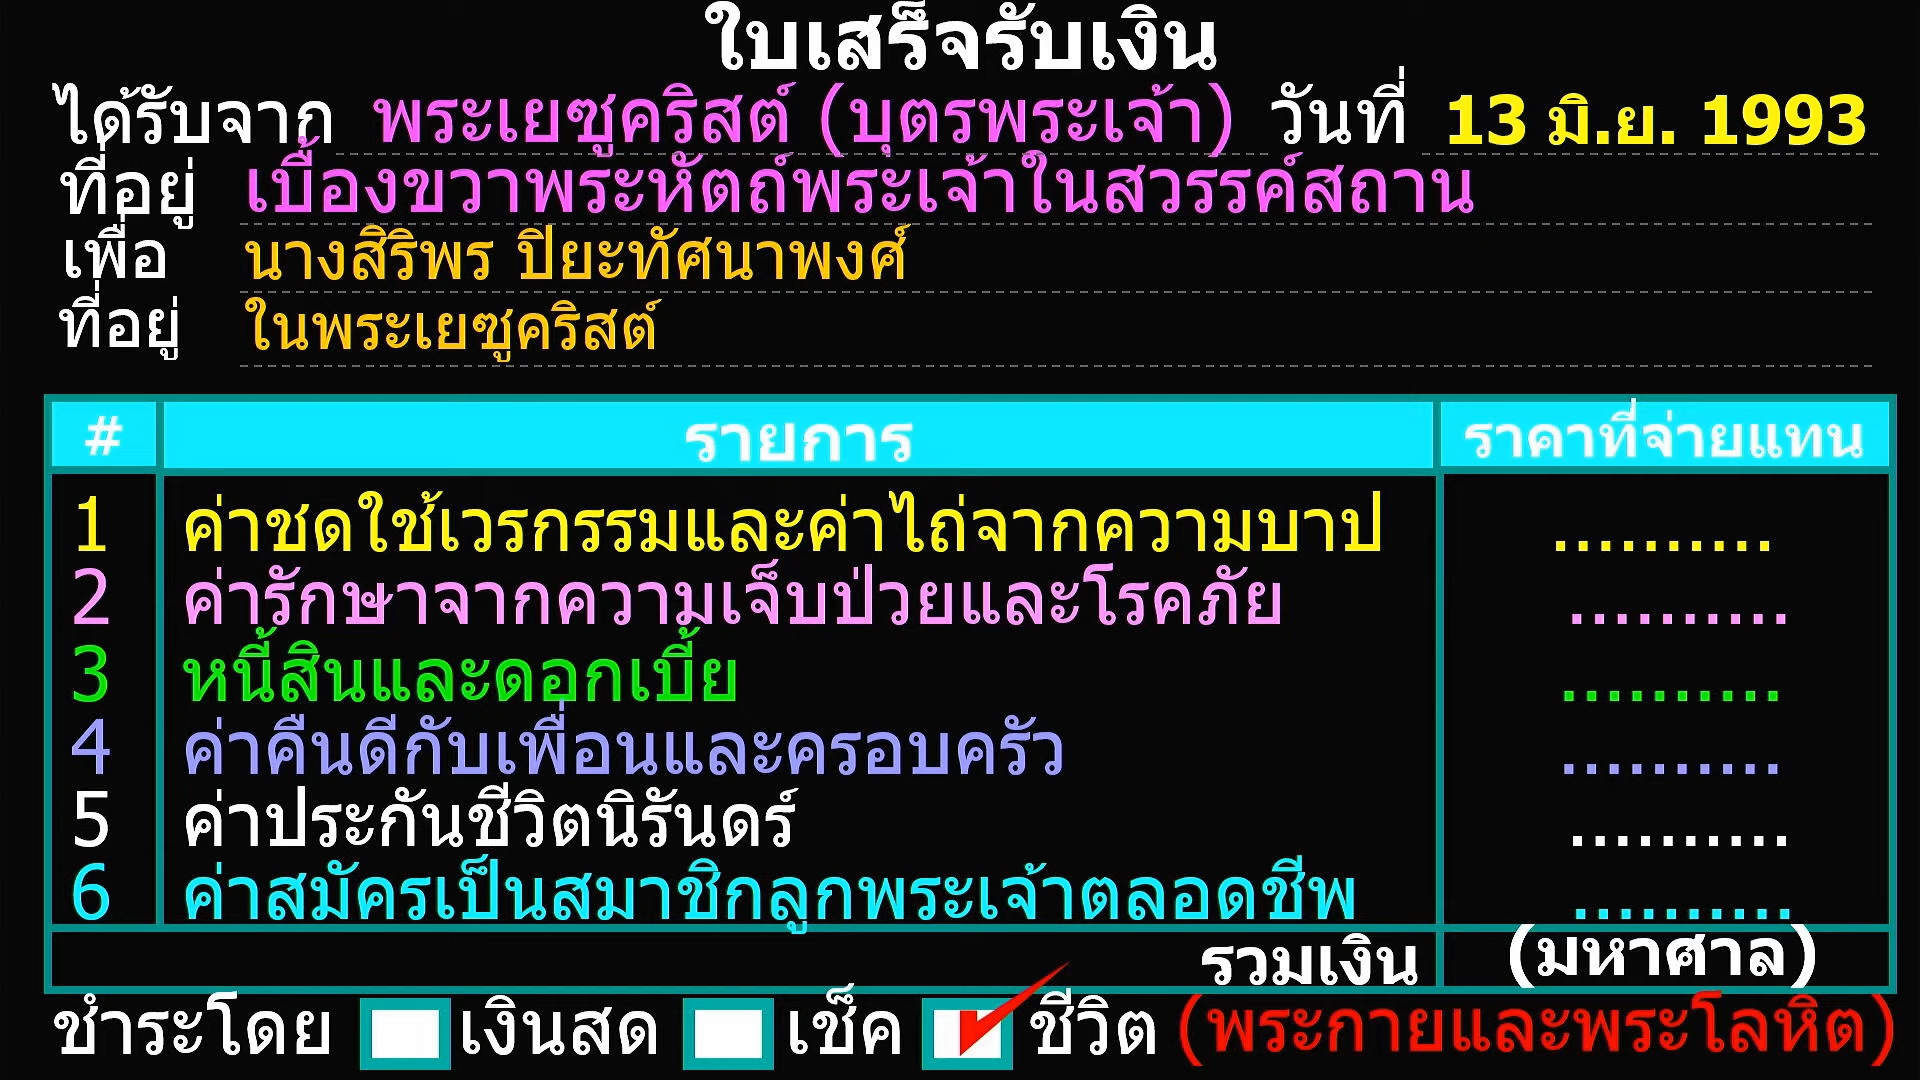 ใบเสร็จรับเงิน
ได้รับจาก พระเยซูคริสต์ (บุตรพระเจ้า) วันที่ 13 มิ.ย. 1993
ที่อยู่ เบื้องขวาพระหัตถ์พระเจ้าในสวรรค์สถาน
เพื่อ นางสิริพร ปิยะทัศนาพงศ์
ที่อยู่ ในพระเยซูคริสต์
# รายการ ราคาที่จ่ายแทน
1 ค่าชดใช้เวรกรรมและค่าไถ่จากความบาป ..........
2 ค่ารักษาจากความเจ็บป่วยและโรคภัย ..........
3 หนี้สินและดอกเบี้ย ..........
4 ค่าคืนดีกับเพื่อนและครอบครัว ..........
5 ค่าประกันชีวิตนิรันดร์ ..........
6 ค่าสมัครเป็นสมาชิกลูกพระเจ้าตลอดชีพ ..........
รวมเงิน (มหาศาล)
ชำระโดย เงินสด เช็ค ชีวิต (พระกายและพระโลหิต)